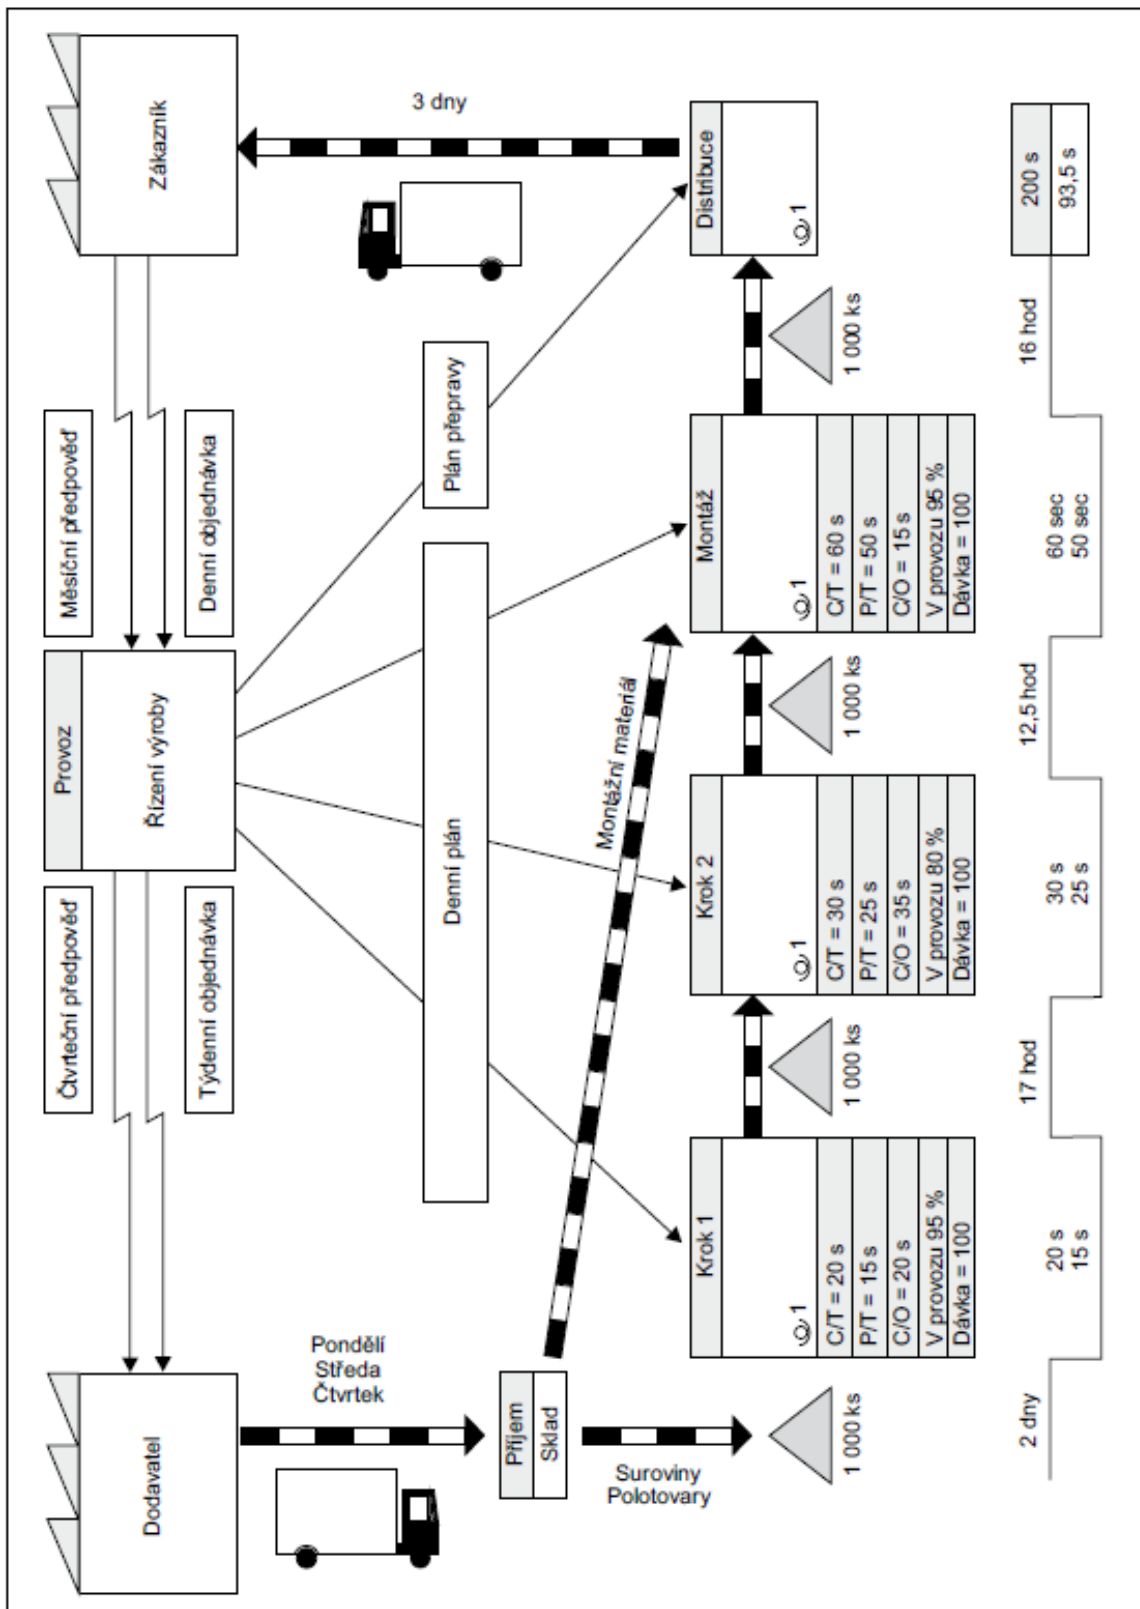 Dodavatel
Čtvrteční předpověď
Týdenní objednávka
Provoz
Řízení výroby
Měsíční předpověď
Denní objednávka
Zákazník
Pondělí
Středa
Čtvrtek
Denní plán
Plán přepravy
3 dny
Příjem
Sklad
Suroviny
Polotovary
Montážní materiál
1 000 ks
Krok 1
1
C/T = 20 s
P/T = 15 s
C/O = 20 s
V provozu 95 %
Dávka = 100
1 000 ks
Krok 2
1
C/T = 30 s
P/T = 25 s
C/O = 35 s
V provozu 80 %
Dávka = 100
1 000 ks
Montáž
1
C/T = 60 s
P/T = 50 s
C/O = 15 s
V provozu 95 %
Dávka = 100
1 000 ks
Distribuce
1
2 dny
20 s
15 s
17 hod
30 s
25 s
12,5 hod
60 sec
50 sec
16 hod
200 s
93,5 s